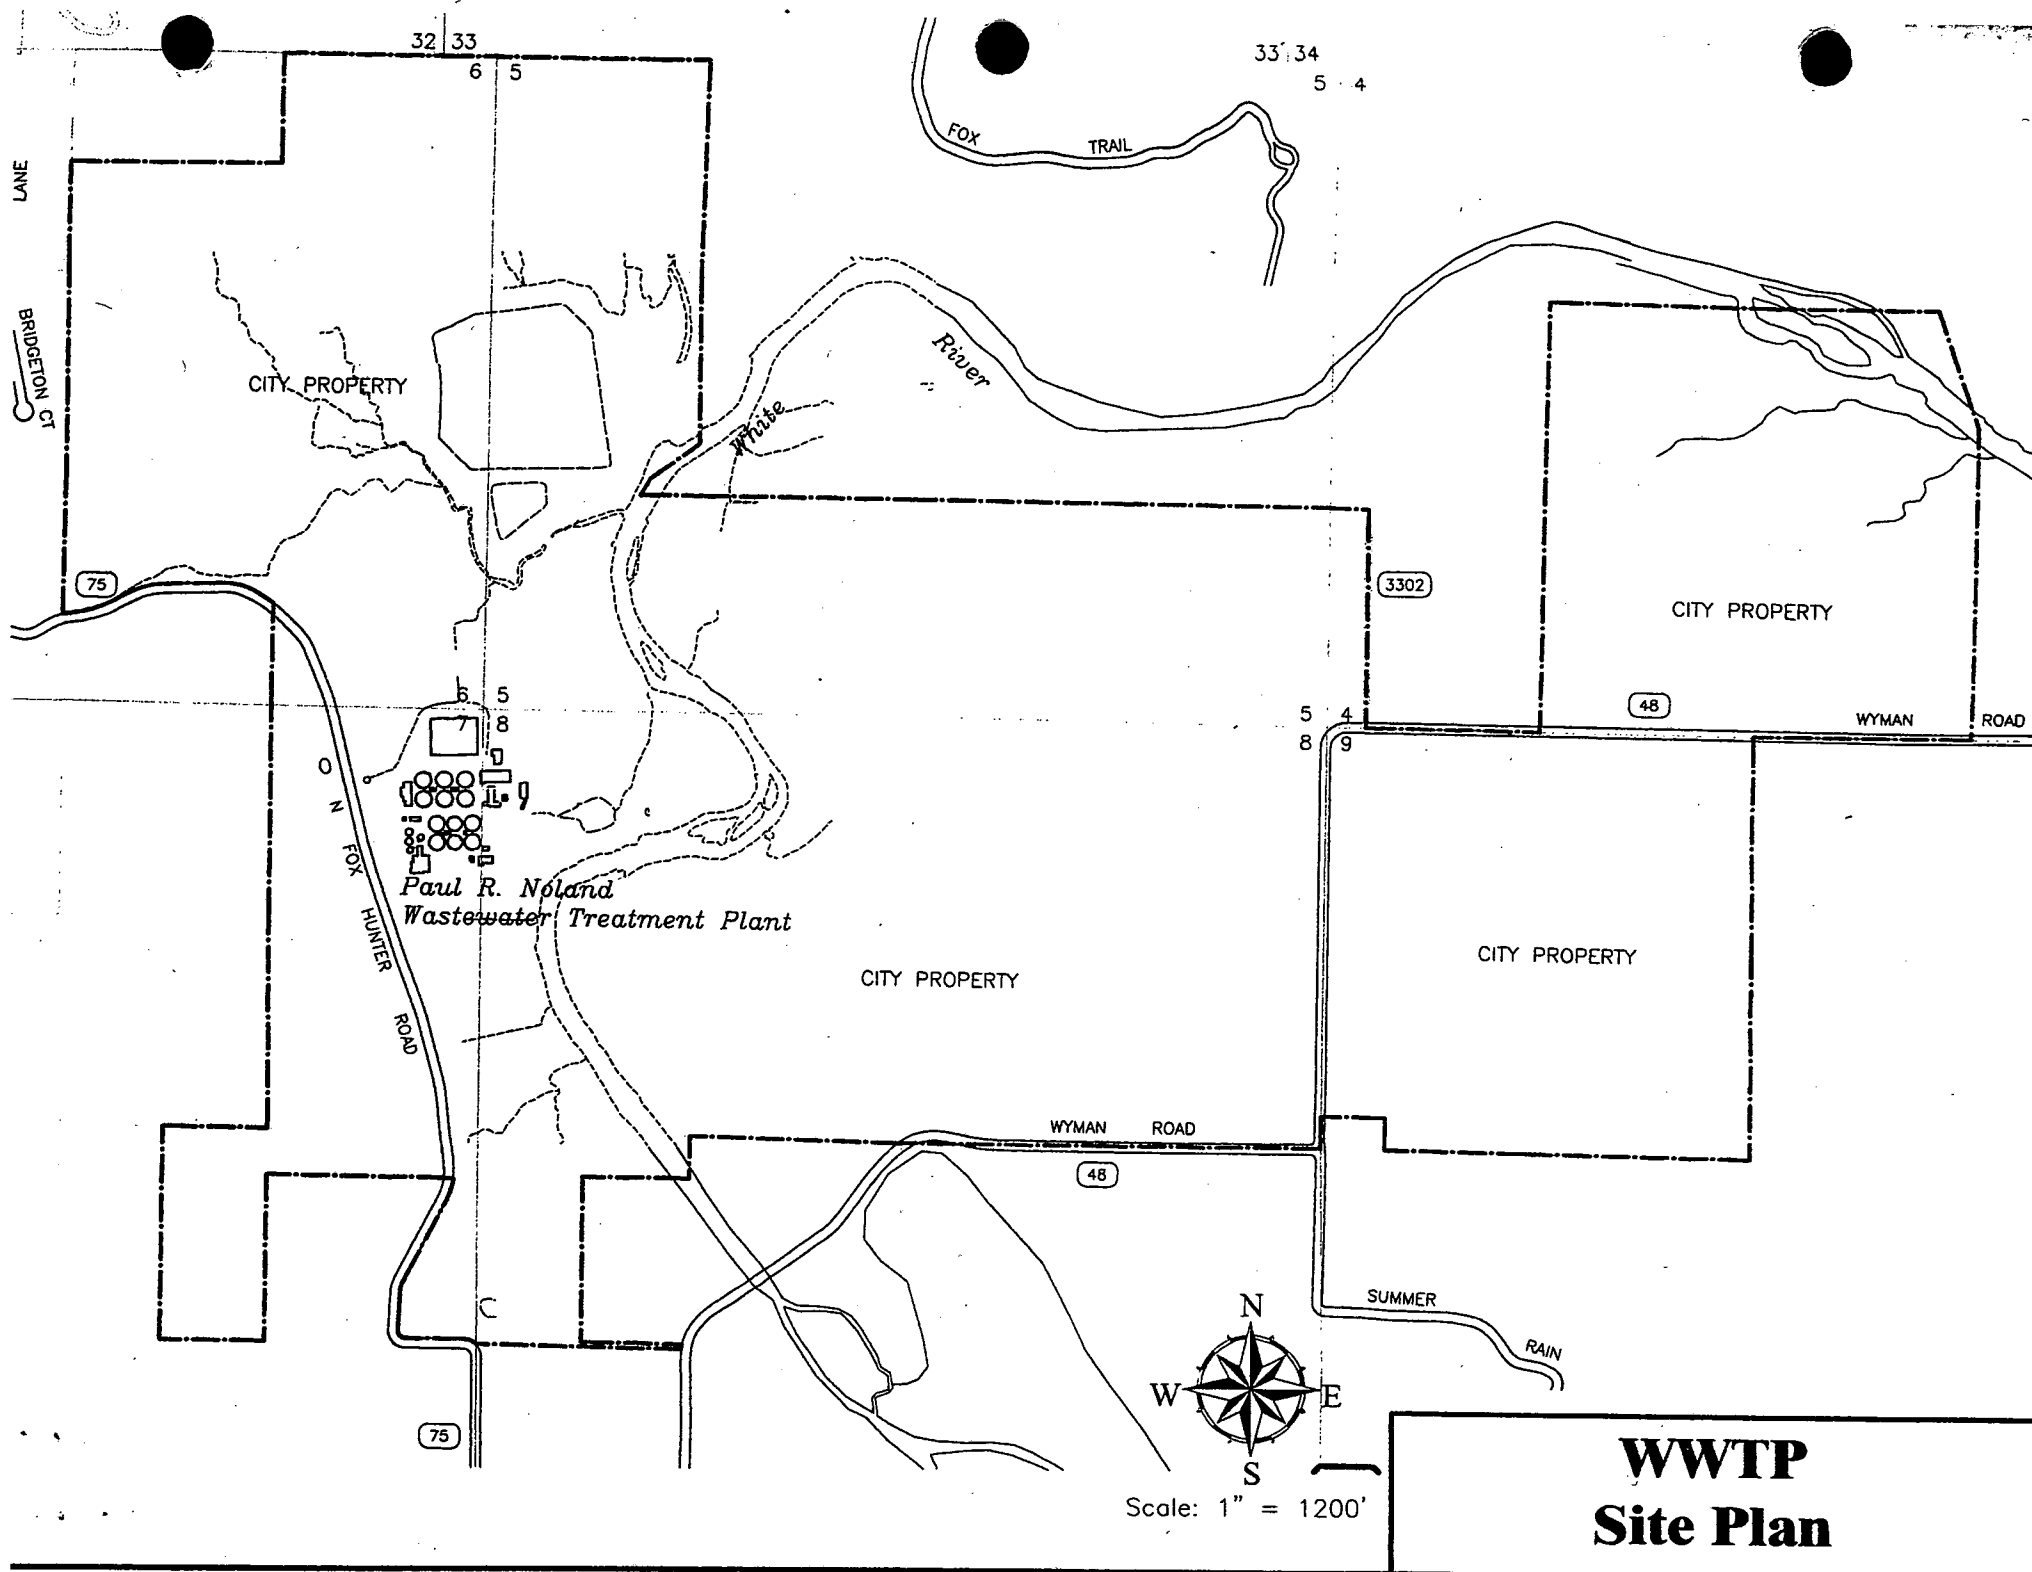 32 33
6 5
33 34
5 4
FOX TRAIL
LANE
BRIDGETON CT
CITY PROPERTY
White River
75
3302
CITY PROPERTY
6 5
7 8
5 4
8 9
48
WYMAN ROAD
FOX HUNTER ROAD
Paul R. Noland
Wastewater Treatment Plant
CITY PROPERTY
CITY PROPERTY
WYMAN ROAD
48
SUMMER RAIN
75
N
W E
S
Scale: 1" = 1200'
WWTP
Site Plan